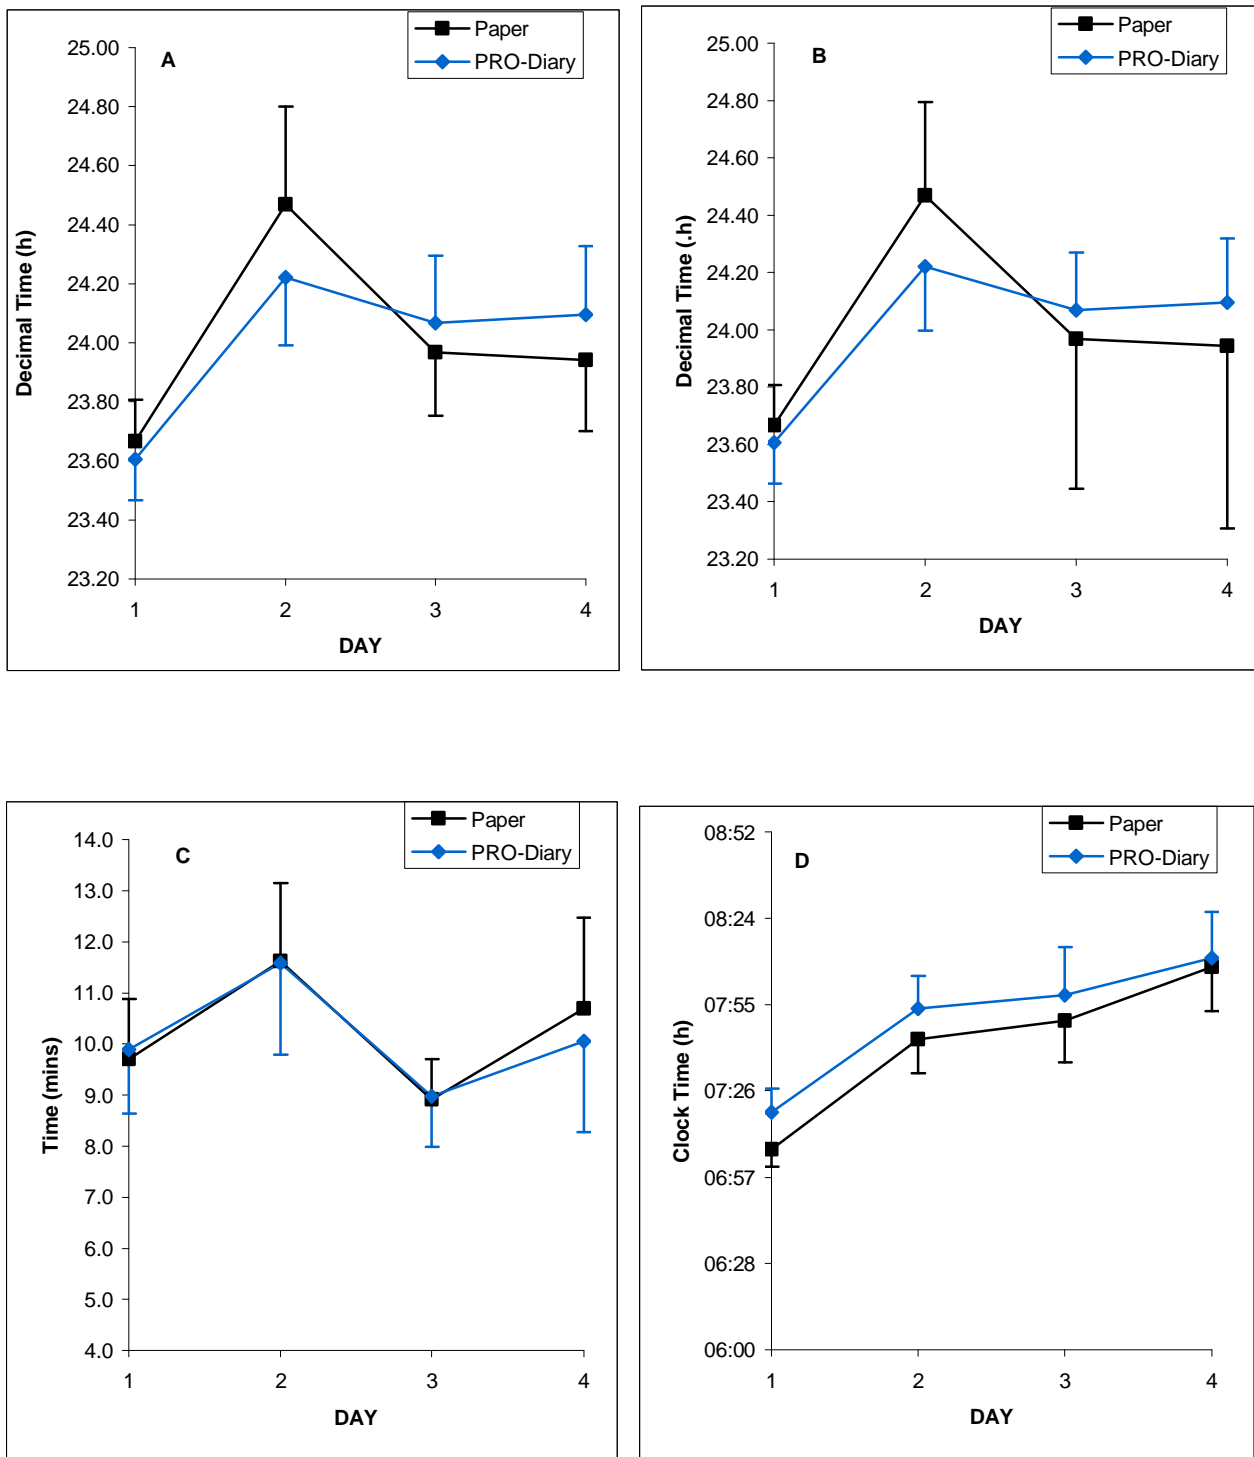 Paper
PRO-Diary
A
25.00
24.80
24.60
24.40
24.20
24.00
23.80
23.60
23.40
23.20
Decimal Time (h)
1 2 3 4
DAY
Paper
PRO-Diary
B
25.00
24.80
24.60
24.40
24.20
24.00
23.80
23.60
23.40
23.20
Decimal Time (.h)
1 2 3 4
DAY
Paper
PRO-Diary
C
14.0
13.0
12.0
11.0
10.0
9.0
8.0
7.0
6.0
5.0
4.0
Time (mins)
1 2 3 4
DAY
Paper
PRO-Diary
D
08:52
08:24
07:55
07:26
06:57
06:28
06:00
Clock Time (h)
1 2 3 4
DAY